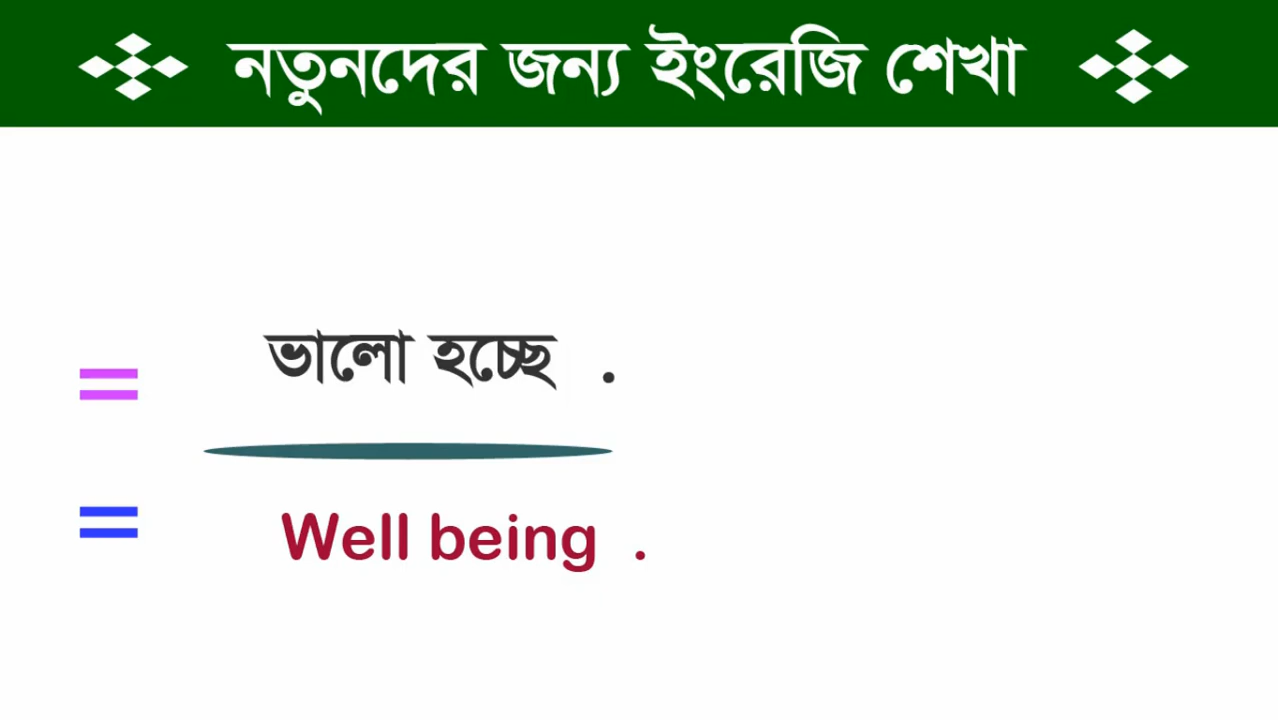 নতুনদের জন্য ইংরেজি শেখা
= ভালো হচ্ছে .
= Well being .